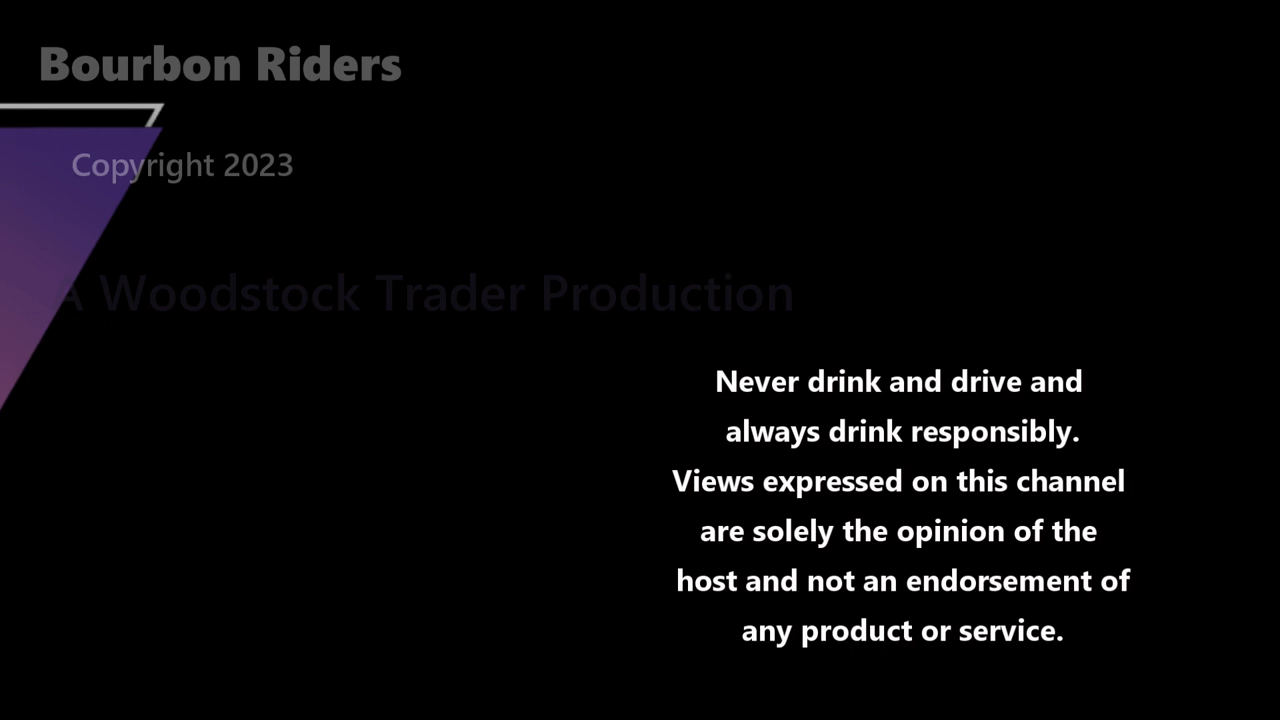 Bourbon Riders
Copyright 2023
A Woodstock Trader Production
Never drink and drive and
always drink responsibly.
Views expressed on this channel
are solely the opinion of the
host and not an endorsement of
any product or service.